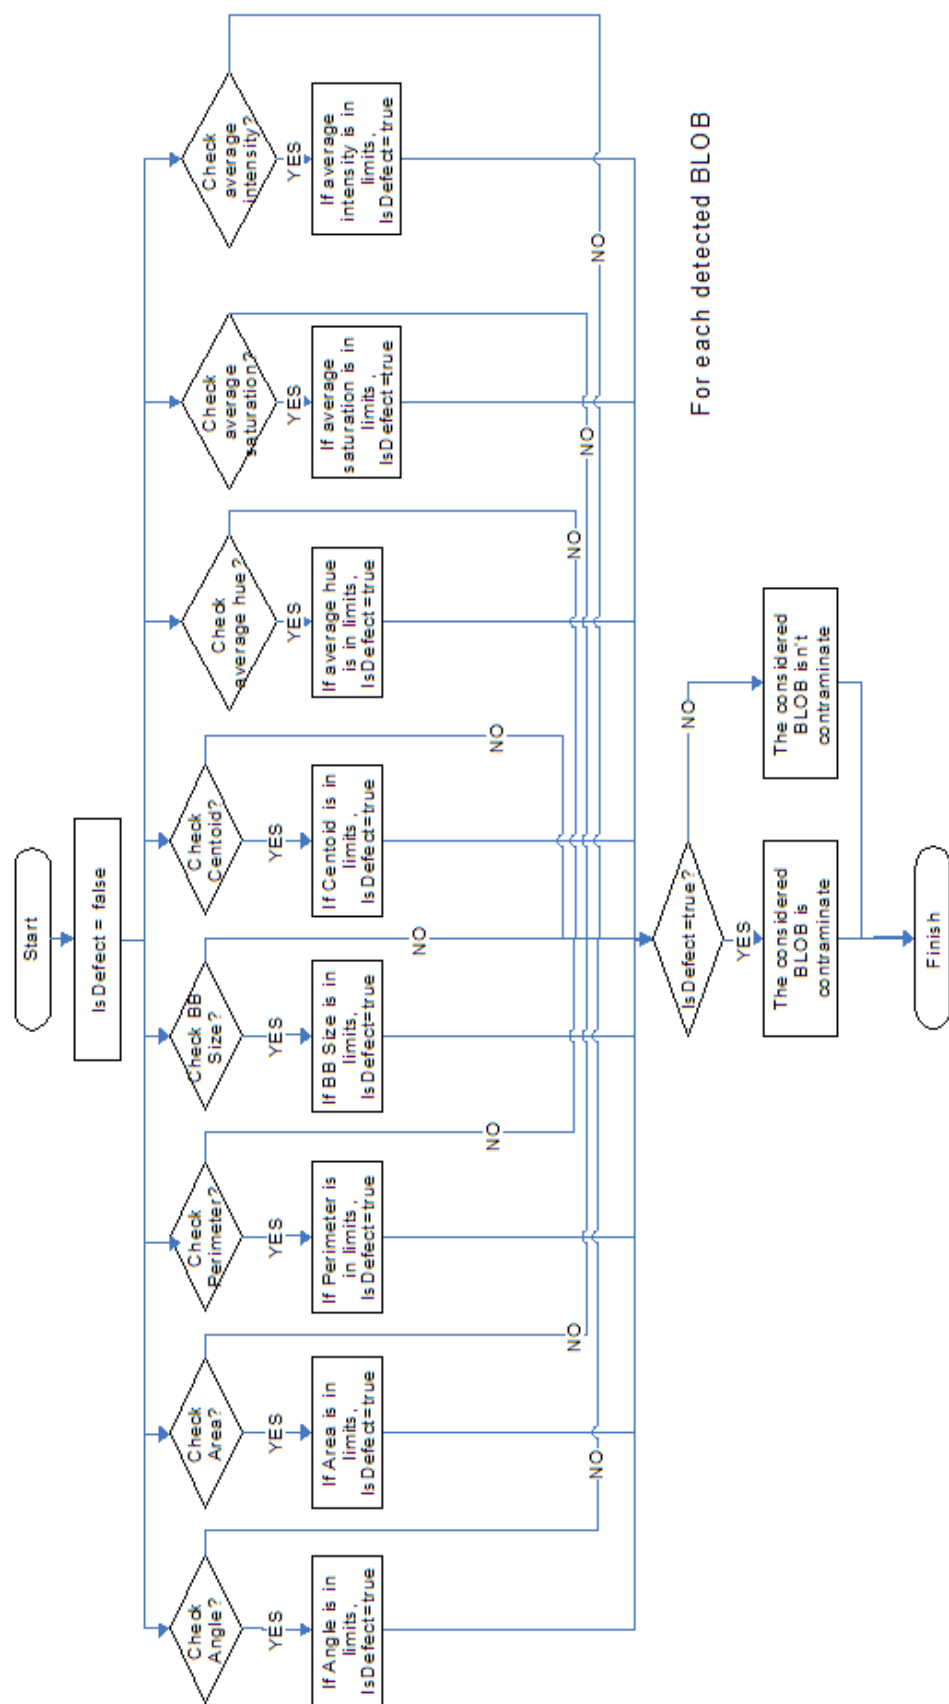 Start
IsDefect = false
Check
Angle?
Check
Area?
Check
Perimeter?
Check BB
Size?
Check
Centoid?
Check
average hue?
Check
average
saturation?
Check
average
intensity?
YES
YES
YES
YES
YES
YES
YES
YES
If Angle is in
limits,
IsDefect=true
If Area is in
limits,
IsDefect=true
If Perimeter is
in limits,
IsDefect=true
If BB Size is in
limits,
IsDefect=true
If Centoid is in
limits,
IsDefect=true
If average hue
is in limits,
IsDefect=true
If average
saturation is in
limits,
IsDefect=true
If average
intensity is in
limits,
IsDefect=true
NO
NO
NO
NO
NO
NO
NO
NO
IsDefect=true?
For each detected BLOB
YES
NO
The considered
BLOB is
contraminate
The considered
BLOB isn't
contraminate
Finish